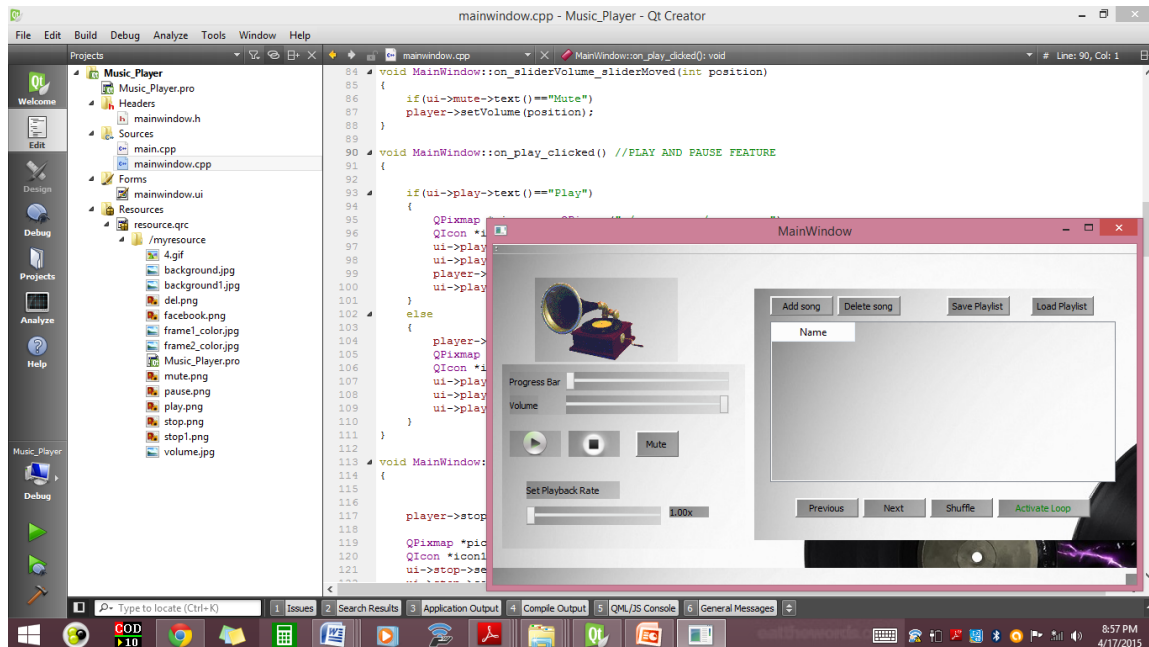 mainwindow.cpp - Music_Player - Qt Creator
File Edit Build Debug Analyze Tools Window Help
Projects
mainwindow.cpp
MainWindow::on_play_clicked(): void
# Line: 90, Col: 1
Welcome
Edit
Design
Debug
Projects
Analyze
Help
Music_Player
Debug
Music_Player
Music_Player.pro
Headers
mainwindow.h
Sources
main.cpp
mainwindow.cpp
Forms
mainwindow.ui
Resources
resource.qrc
/myresource
4.gif
background.jpg
background1.jpg
del.png
facebook.png
frame1_color.jpg
frame2_color.jpg
Music_Player.pro
mute.png
pause.png
play.png
stop.png
stop1.png
volume.jpg
84 void MainWindow::on_sliderVolume_sliderMoved(int position)
85 {
86 if(ui->mute->text()=="Mute")
87 player->setVolume(position);
88 }
89
90 void MainWindow::on_play_clicked() //PLAY AND PAUSE FEATURE
91 {
92
93 if(ui->play->text()=="Play")
94 {
95 QPixmap
96 QIcon *i
97 ui->play
98 ui->play
99 player->
100 ui->play
101 }
102 else
103 {
104 player->
105 QPixmap
106 QIcon *i
107 ui->play
108 ui->play
109 ui->play
110 }
111 }
112
113 void MainWindow:
114 {
115
116
117 player->stop
118
119 QPixmap *pic
120 QIcon *icon1
121 ui->stop->se
MainWindow
Add song
Delete song
Save Playlist
Load Playlist
Name
Progress Bar
Volume
Mute
Set Playback Rate
1.00x
Previous
Next
Shuffle
Activate Loop
Type to locate (Ctrl+K)
1 Issues
2 Search Results
3 Application Output
4 Compile Output
5 QML/JS Console
6 General Messages
COD
10
8:57 PM
4/17/2015